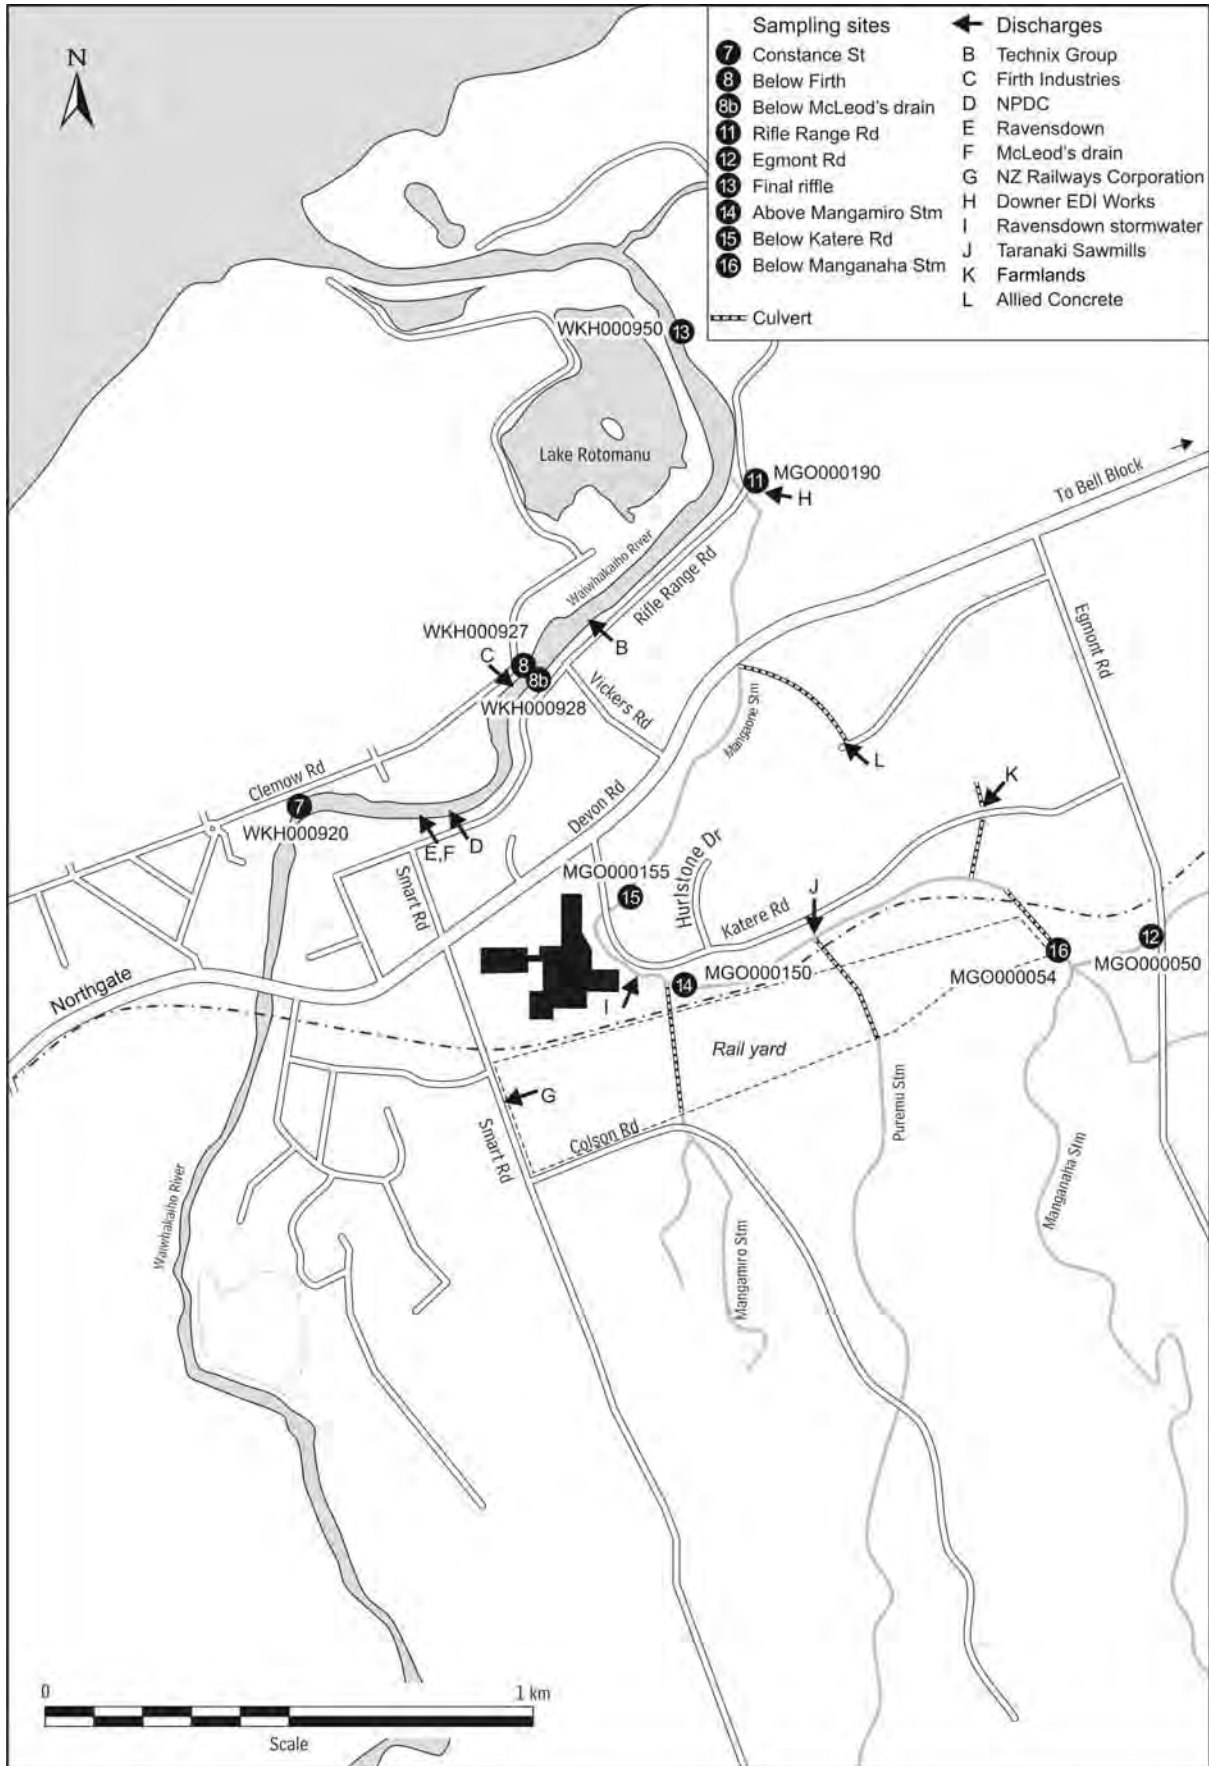 N
Sampling sites
7 Constance St
8 Below Firth
8b Below McLeod's drain
11 Rifle Range Rd
12 Egmont Rd
13 Final riffle
14 Above Mangamiro Stm
15 Below Katere Rd
16 Below Manganaha Stm
Culvert
Discharges
B Technix Group
C Firth Industries
D NPDC
E Ravensdown
F McLeod's drain
G NZ Railways Corporation
H Downer EDI Works
I Ravensdown stormwater
J Taranaki Sawmills
K Farmlands
L Allied Concrete
WKH000950 13
Lake Rotomanu
11 MGO000190
H
To Bell Block
Waiwhakaiho River
Rifle Range Rd
Egmont Rd
WKH000927
B
C
8
8b
WKH000928
Vickers Rd
Mangaone Stm
L
K
Clemow Rd
7
WKH000920
D
E,F
Devon Rd
Smart Rd
MGO000155
15
Hurlstone Dr
J
Katere Rd
12
16
MGO000050
MGO000054
MGO000150
14
I
Northgate
Rail yard
G
Smart Rd
Colson Rd
Puremu Stm
Manganaha Stm
Waiwhakaiho River
Mangamiro Stm
0 1 km
Scale